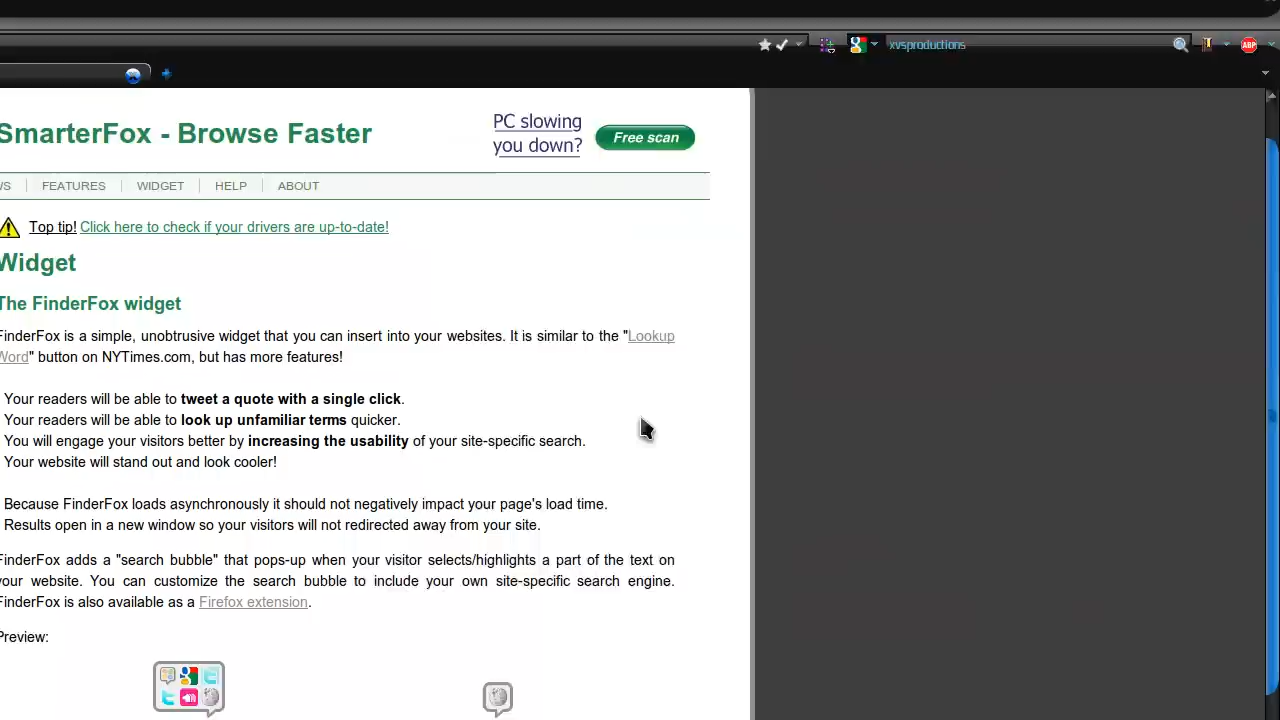 xvsproductions
ABP
SmarterFox - Browse Faster
PC slowing
you down?
Free scan
WS FEATURES WIDGET HELP ABOUT
Top tip! Click here to check if your drivers are up-to-date!
Widget
The FinderFox widget
FinderFox is a simple, unobtrusive widget that you can insert into your websites. It is similar to the "Lookup
Word" button on NYTimes.com, but has more features!
Your readers will be able to tweet a quote with a single click.
Your readers will be able to look up unfamiliar terms quicker.
You will engage your visitors better by increasing the usability of your site-specific search.
Your website will stand out and look cooler!
Because FinderFox loads asynchronously it should not negatively impact your page's load time.
Results open in a new window so your visitors will not redirected away from your site.
FinderFox adds a "search bubble" that pops-up when your visitor selects/highlights a part of the text on
your website. You can customize the search bubble to include your own site-specific search engine.
FinderFox is also available as a Firefox extension.
Preview: